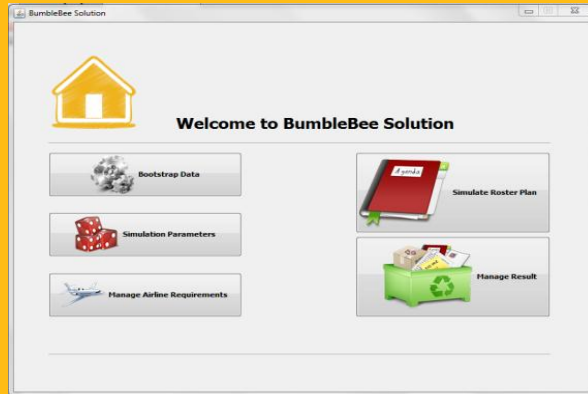 BumbleBee Solution
Welcome to BumbleBee Solution
Bootstrap Data
Simulation Parameters
Manage Airline Requirements
Simulate Roster Plan
Manage Result